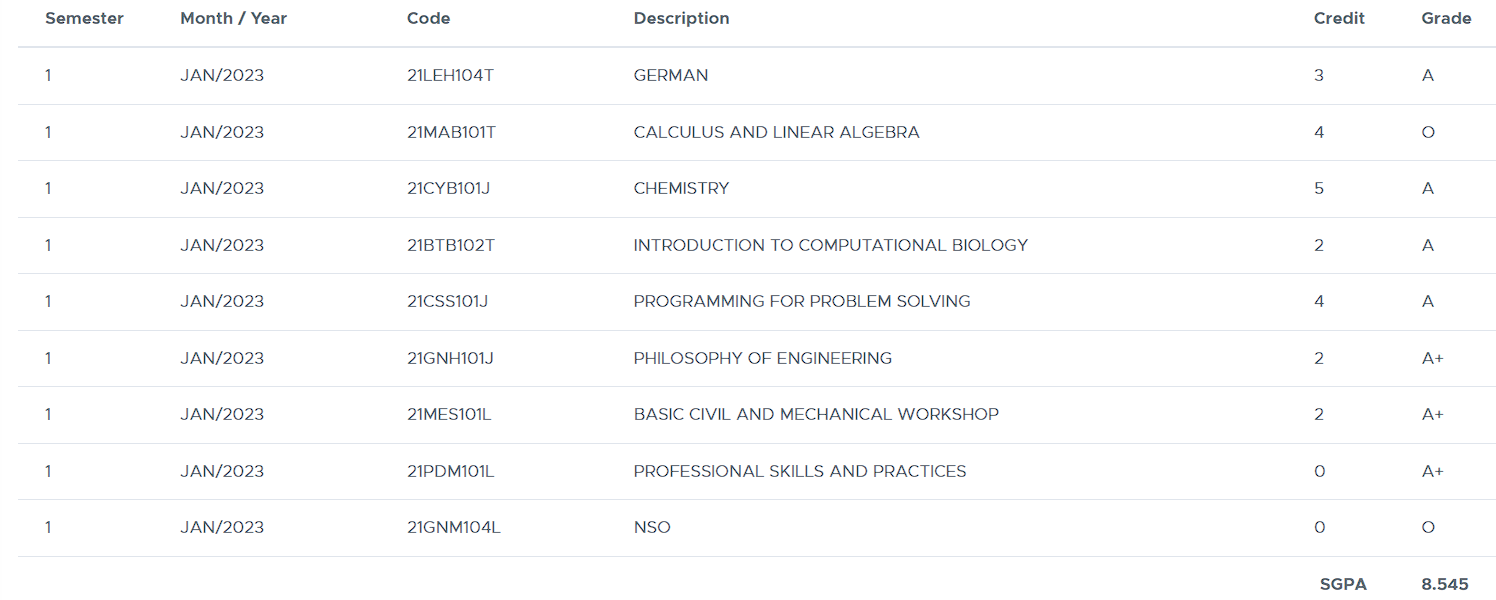 Semester Month / Year Code Description Credit Grade
1 JAN/2023 21LEH104T GERMAN 3 A
1 JAN/2023 21MAB101T CALCULUS AND LINEAR ALGEBRA 4 O
1 JAN/2023 21CYB101J CHEMISTRY 5 A
1 JAN/2023 21BTB102T INTRODUCTION TO COMPUTATIONAL BIOLOGY 2 A
1 JAN/2023 21CSS101J PROGRAMMING FOR PROBLEM SOLVING 4 A
1 JAN/2023 21GNH101J PHILOSOPHY OF ENGINEERING 2 A+
1 JAN/2023 21MES101L BASIC CIVIL AND MECHANICAL WORKSHOP 2 A+
1 JAN/2023 21PDM101L PROFESSIONAL SKILLS AND PRACTICES 0 A+
1 JAN/2023 21GNM104L NSO 0 O
SGPA 8.545